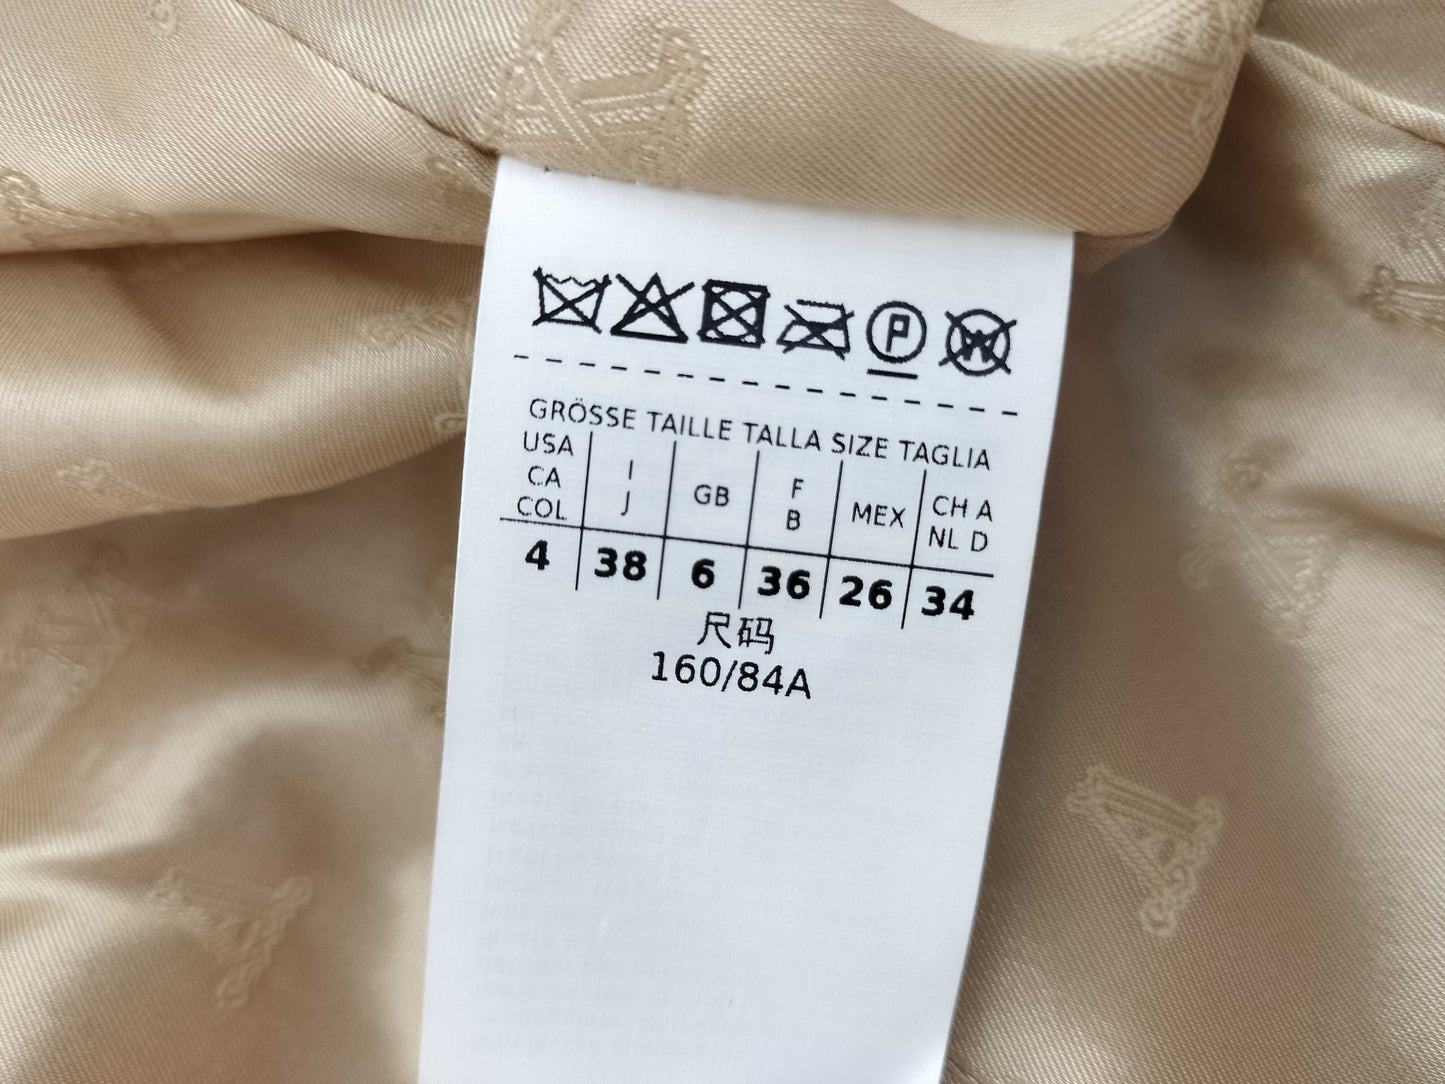 P W
GRÖSSE TAILLE TALLA SIZE TAGLIA
USA CA COL | I J | GB | F B | MEX | CH A NL D
4 | 38 | 6 | 36 | 26 | 34
尺码
160/84A